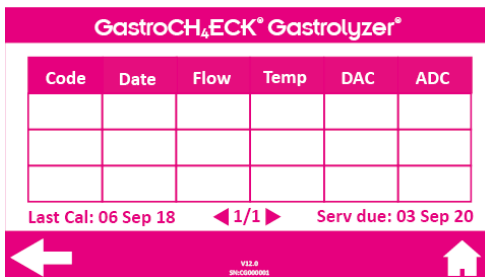 GastroCH₄ECK® Gastrolyzer®
Code Date Flow Temp DAC ADC
Last Cal: 06 Sep 18 1/1 Serv due: 03 Sep 20
V12.0
SN:CG000001